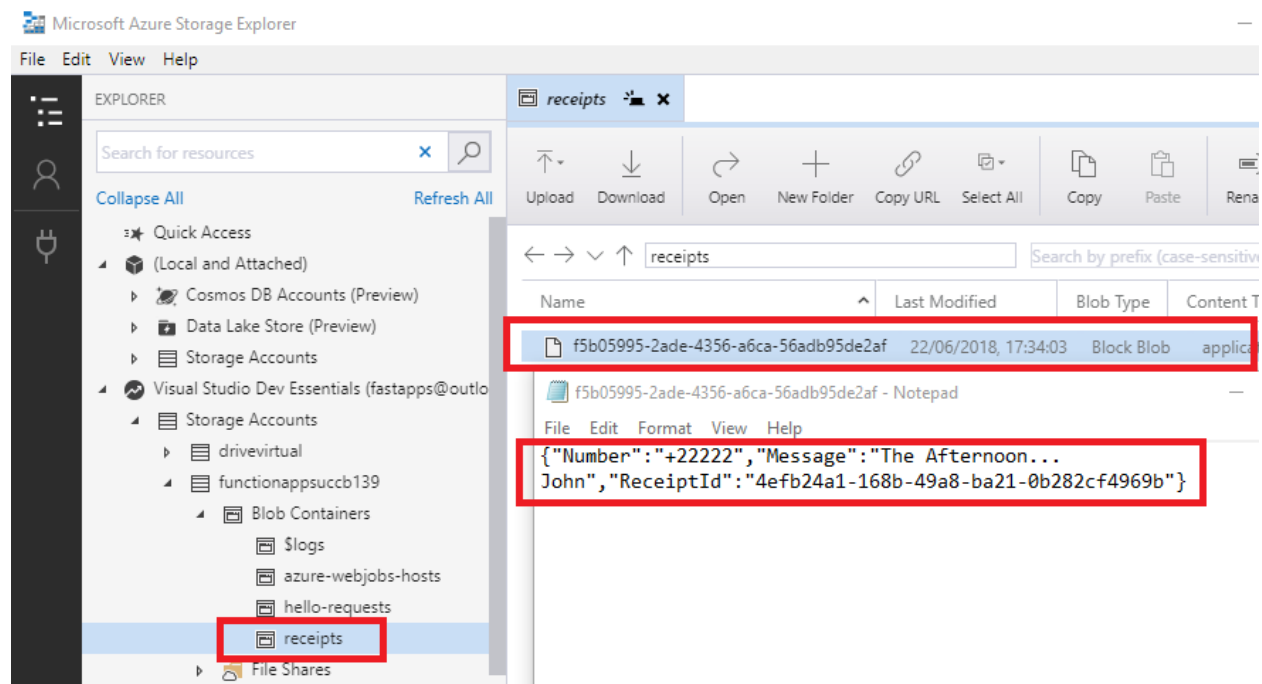 Microsoft Azure Storage Explorer
File Edit View Help
EXPLORER
Search for resources
Collapse All Refresh All
Quick Access
(Local and Attached)
Cosmos DB Accounts (Preview)
Data Lake Store (Preview)
Storage Accounts
Visual Studio Dev Essentials (fastapps@outlo
Storage Accounts
drivevirtual
functionappsuccb139
Blob Containers
$logs
azure-webjobs-hosts
hello-requests
receipts
File Shares
receipts
Upload Download Open New Folder Copy URL Select All Copy Paste Rena
receipts Search by prefix (case-sensitive
Name Last Modified Blob Type Content T
f5b05995-2ade-4356-a6ca-56adb95de2af 22/06/2018, 17:34:03 Block Blob applica
f5b05995-2ade-4356-a6ca-56adb95de2af - Notepad
File Edit Format View Help
{"Number":"+22222","Message":"The Afternoon...
John","ReceiptId":"4efb24a1-168b-49a8-ba21-0b282cf4969b"}